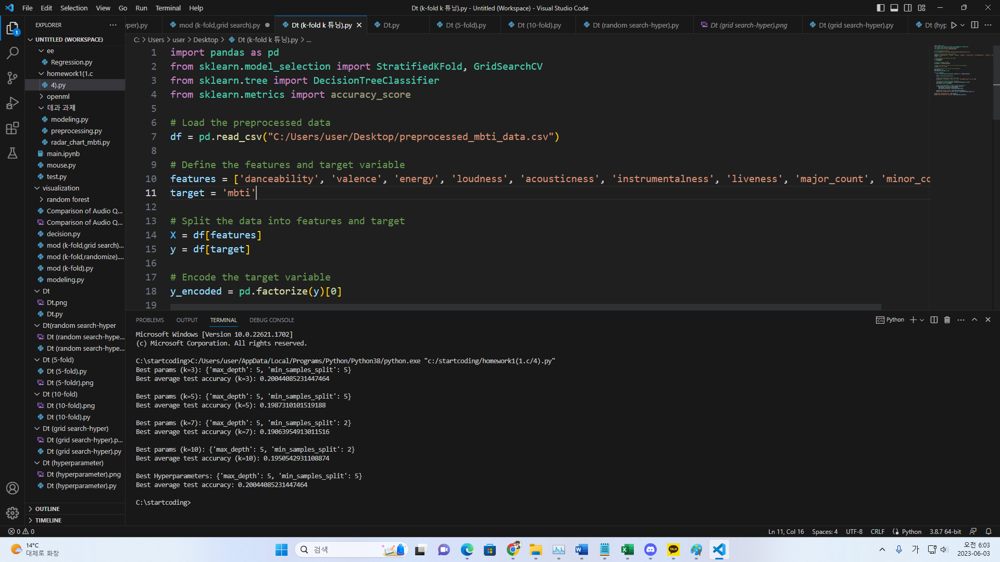 File Edit Selection View Go Run Terminal Help
Dt (k-fold k 튜닝).py - Untitled (Workspace) - Visual Studio Code
EXPLORER
yper).py
mod (k-fold,grid search).py
Dt (k-fold k 튜닝).py
Dt.py
Dt (5-fold).py
Dt (10-fold).py
Dt (random search-hyper).py
Dt (grid search-hyper).png
Dt (grid search-hyper).py
Dt (hyp
C: > Users > user > Desktop > Dt (k-fold k 튜닝).py > ...
1
UNTITLED (WORKSPACE)
ee
Regression.py
homework1(1.c
4).py
openml
데과 과제
modeling.py
preprocessing.py
radar_chart_mbti.py
main.ipynb
mouse.py
test.py
visualization
random forest
Comparison of Audio Q...
Comparison of Audio Q...
decision.py
mod (k-fold,grid search)...
mod (k-fold,randomize)....
mod (k-fold).py
modeling.py
Dt
Dt.png
Dt.py
Dt(random search-hyper
Dt (random search-hype...
Dt (random search-hype...
Dt (5-fold)
Dt (5-fold).py
Dt (5-foldr).png
Dt (10-fold)
Dt (10-fold).png
Dt (10-fold).py
Dt (grid search-hyper)
Dt (grid search-hyper).p...
Dt (grid search-hyper).py
Dt (hyperparameter)
Dt (hyperparameter).png
Dt (hyperparameter).py
OUTLINE
TIMELINE
1 import pandas as pd
2 from sklearn.model_selection import StratifiedKFold, GridSearchCV
3 from sklearn.tree import DecisionTreeClassifier
4 from sklearn.metrics import accuracy_score
5
6 # Load the preprocessed data
7 df = pd.read_csv("C:/Users/user/Desktop/preprocessed_mbti_data.csv")
8
9 # Define the features and target variable
10 features = ['danceability', 'valence', 'energy', 'loudness', 'acousticness', 'instrumentalness', 'liveness', 'major_count', 'minor_co
11 target = 'mbti'
12
13 # Split the data into features and target
14 X = df[features]
15 y = df[target]
16
17 # Encode the target variable
18 y_encoded = pd.factorize(y)[0]
19
PROBLEMS OUTPUT TERMINAL DEBUG CONSOLE
Python
Microsoft Windows [Version 10.0.22621.1702]
(c) Microsoft Corporation. All rights reserved.
C:\startcoding>C:/Users/user/AppData/Local/Programs/Python/Python38/python.exe "c:/startcoding/homework1(1.c/4).py"
Best params (k=3): {'max_depth': 5, 'min_samples_split': 5}
Best average test accuracy (k=3): 0.20044085231447464
Best params (k=5): {'max_depth': 5, 'min_samples_split': 5}
Best average test accuracy (k=5): 0.1987310101519188
Best params (k=7): {'max_depth': 5, 'min_samples_split': 2}
Best average test accuracy (k=7): 0.19063954913011516
Best params (k=10): {'max_depth': 5, 'min_samples_split': 2}
Best average test accuracy (k=10): 0.1950542931108874
Best Hyperparameters: {'max_depth': 5, 'min_samples_split': 5}
Best average test accuracy: 0.20044085231447464
C:\startcoding>
0 0
Ln 11, Col 16 Spaces: 4 UTF-8 CRLF Python 3.8.7 64-bit
14°C
대체로 화창
검색
TALK
가
오전 6:03
2023-06-03